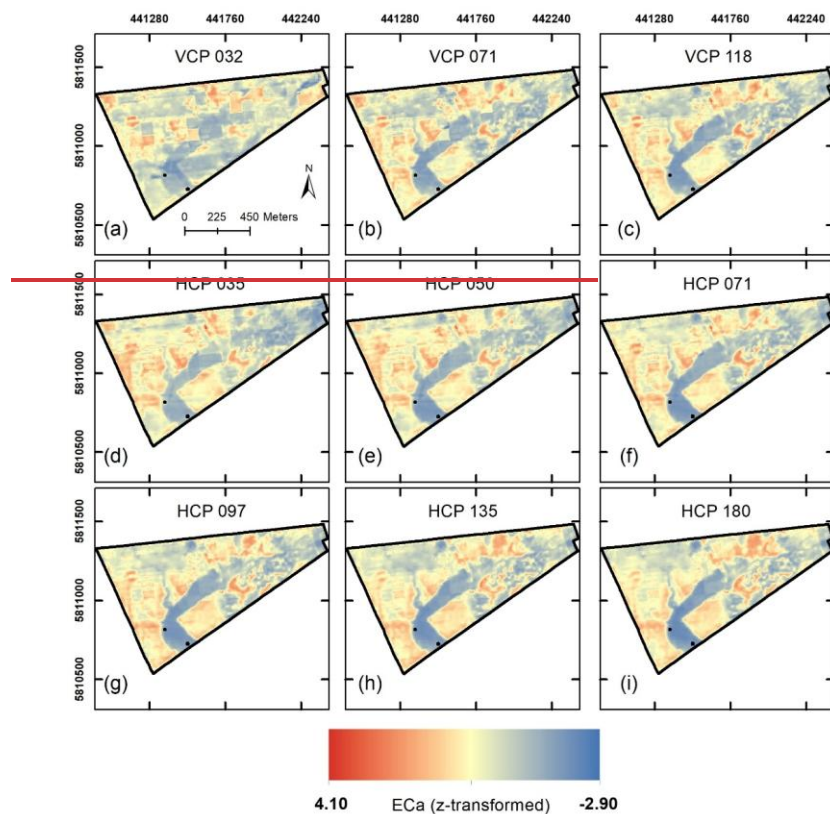 441280 441760 442240 441280 441760 442240 441280 441760 442240
VCP 032 VCP 071 VCP 118
5811500
5811000
5810500
N
0 225 450 Meters
(a) (b) (c)
HCP 035 HCP 050 HCP 071
5811500
5811000
5810500
(d) (e) (f)
HCP 097 HCP 135 HCP 180
5811500
5811000
5810500
(g) (h) (i)
4.10 ECa (z-transformed) -2.90